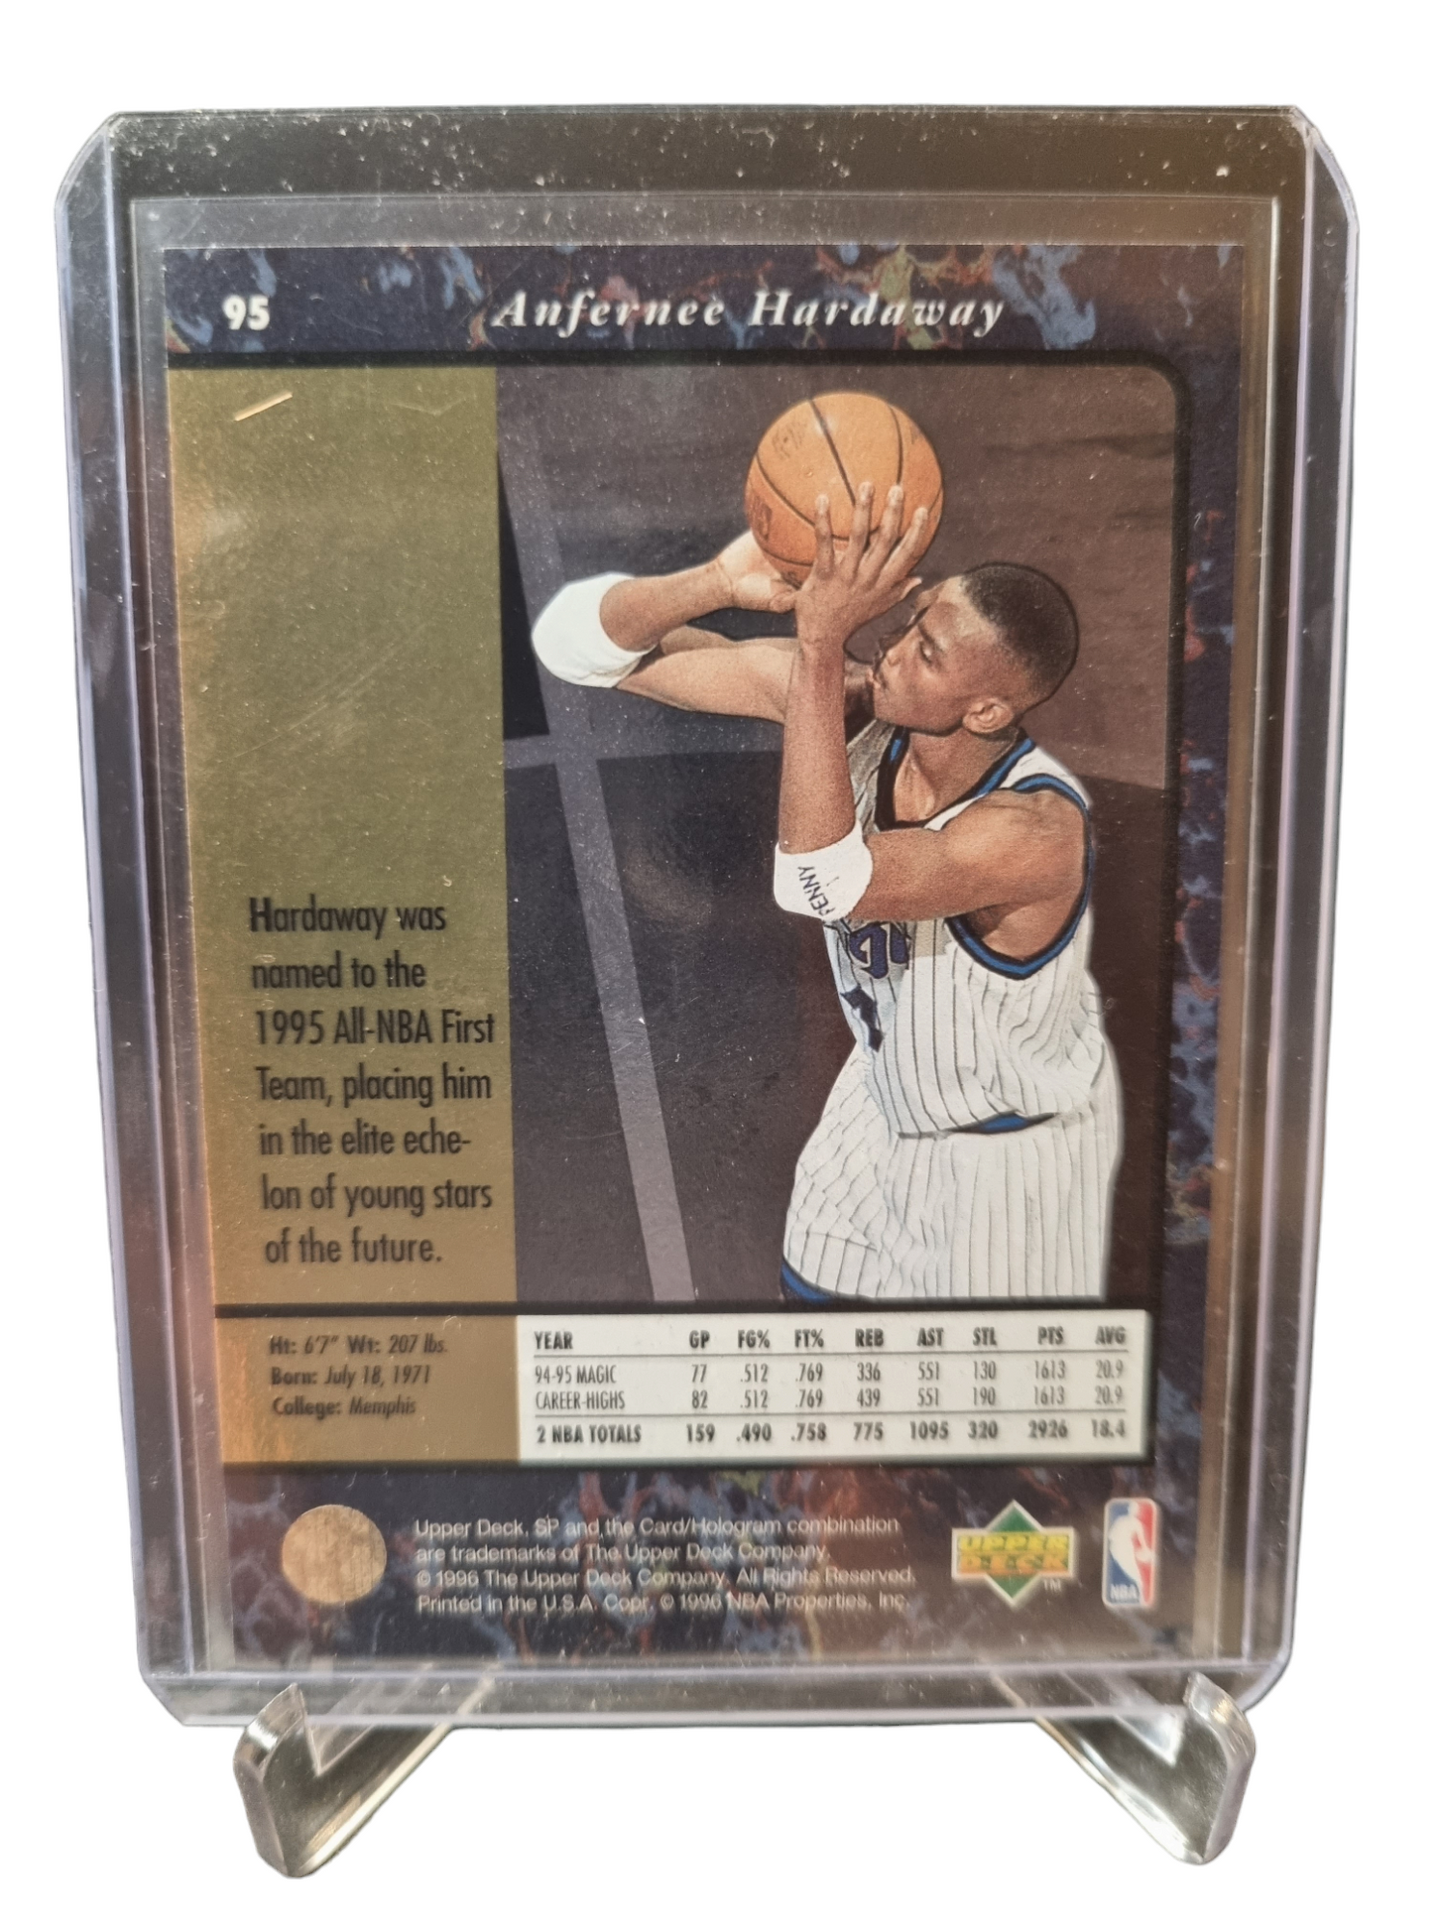 95
Anfernee Hardaway
PENNY
Hardaway was
named to the
1995 All-NBA First
Team, placing him
in the elite eche-
lon of young stars
of the future.
Ht: 6'7" Wt: 207 lbs.
Born: July 18, 1971
College: Memphis
YEAR GP FG% FT% REB AST STL PTS AVG
94-95 MAGIC 77 .512 .769 336 551 130 1613 20.9
CAREER-HIGHS 82 .512 .769 439 551 190 1613 20.9
2 NBA TOTALS 159 .490 .758 775 1095 320 2926 18.4
Upper Deck, SP and the Card/Hologram combination
are trademarks of The Upper Deck Company.
© 1996 The Upper Deck Company. All Rights Reserved.
Printed in the U.S.A. Copr. © 1996 NBA Properties, Inc.
UPPER
DECK
TM
NBA